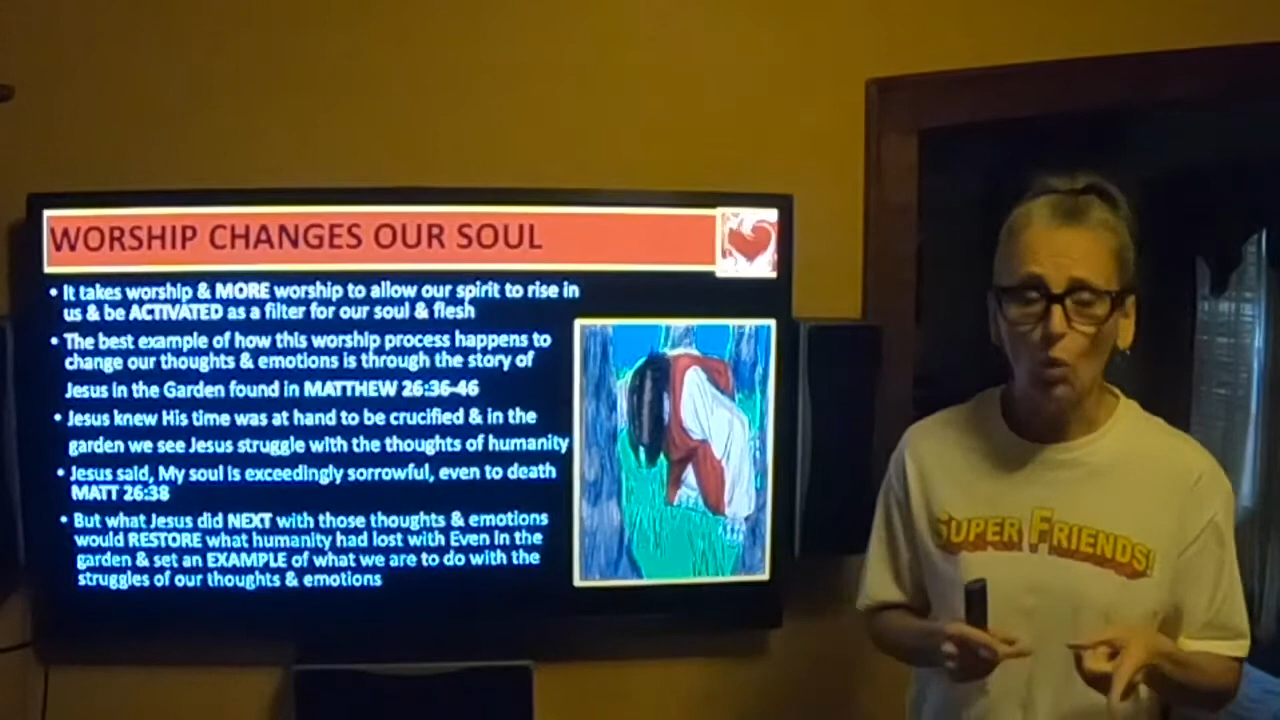 WORSHIP CHANGES OUR SOUL
• It takes worship & MORE worship to allow our spirit to rise in
us & be ACTIVATED as a filter for our soul & flesh
• The best example of how this worship process happens to
change our thoughts & emotions is through the story of
Jesus in the Garden found in MATTHEW 26:36-46
• Jesus knew His time was at hand to be crucified & in the
garden we see Jesus struggle with the thoughts of humanity
• Jesus said, My soul is exceedingly sorrowful, even to death
MATT 26:38
• But what Jesus did NEXT with those thoughts & emotions
would RESTORE what humanity had lost with Even in the
garden & set an EXAMPLE of what we are to do with the
struggles of our thoughts & emotions
SUPER FRIENDS!